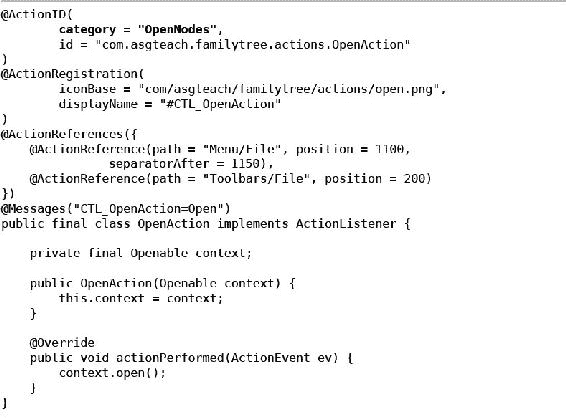 @ActionID(
        category = "OpenNodes",
        id = "com.asgteach.familytree.actions.OpenAction"
)
@ActionRegistration(
        iconBase = "com/asgteach/familytree/actions/open.png",
        displayName = "#CTL_OpenAction"
)
@ActionReferences({
    @ActionReference(path = "Menu/File", position = 1100,
               separatorAfter = 1150),
    @ActionReference(path = "Toolbars/File", position = 200)
})
@Messages("CTL_OpenAction=Open")
public final class OpenAction implements ActionListener {

    private final Openable context;

    public OpenAction(Openable context) {
        this.context = context;
    }

    @Override
    public void actionPerformed(ActionEvent ev) {
        context.open();
    }
}